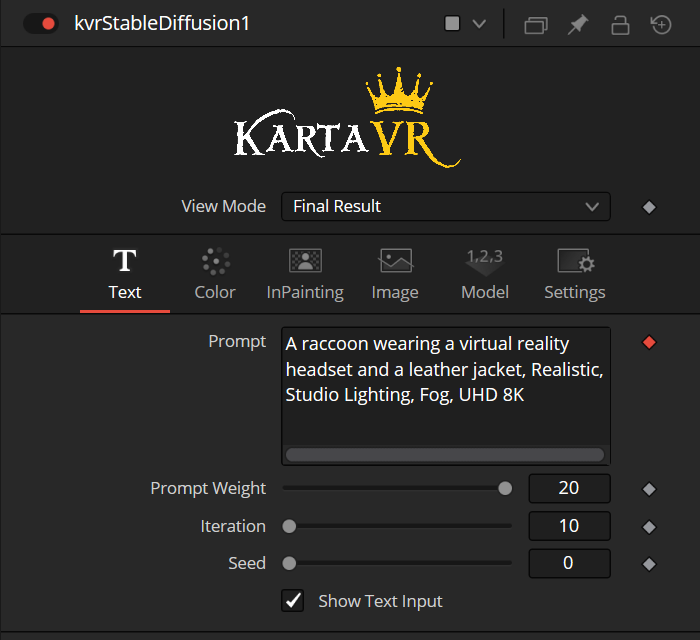 kvrStableDiffusion1
KARTAVR
View Mode Final Result
T
1,2,3
Text Color InPainting Image Model Settings
Prompt A raccoon wearing a virtual reality
headset and a leather jacket, Realistic,
Studio Lighting, Fog, UHD 8K
Prompt Weight 20
Iteration 10
Seed 0
Show Text Input